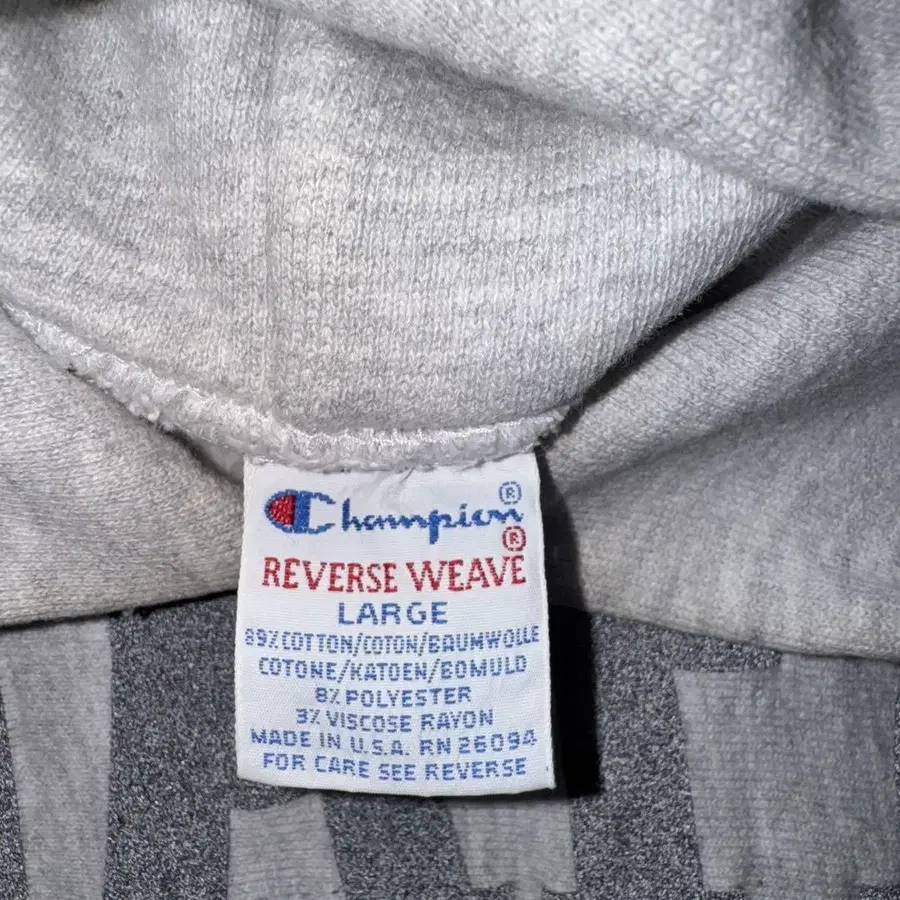 Champion®
®
REVERSE WEAVE
LARGE
89% COTTON/COTON/BAUMWOLLE
COTONE/KATOEN/BOMULD
8% POLYESTER
3% VISCOSE RAYON
MADE IN U.S.A. RN 26094
FOR CARE SEE REVERSE